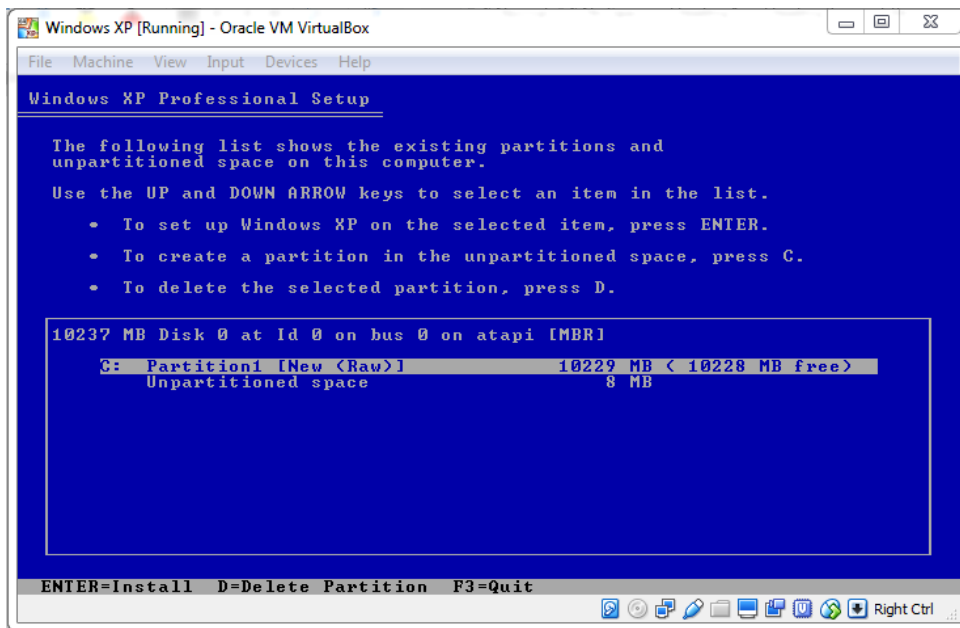 Windows XP [Running] - Oracle VM VirtualBox
File Machine View Input Devices Help
Windows XP Professional Setup
The following list shows the existing partitions and
unpartitioned space on this computer.
Use the UP and DOWN ARROW keys to select an item in the list.
• To set up Windows XP on the selected item, press ENTER.
• To create a partition in the unpartitioned space, press C.
• To delete the selected partition, press D.
10237 MB Disk 0 at Id 0 on bus 0 on atapi [MBR]
C: Partition1 [New (Raw)] 10229 MB ( 10228 MB free)
Unpartitioned space 8 MB
ENTER=Install D=Delete Partition F3=Quit
Right Ctrl